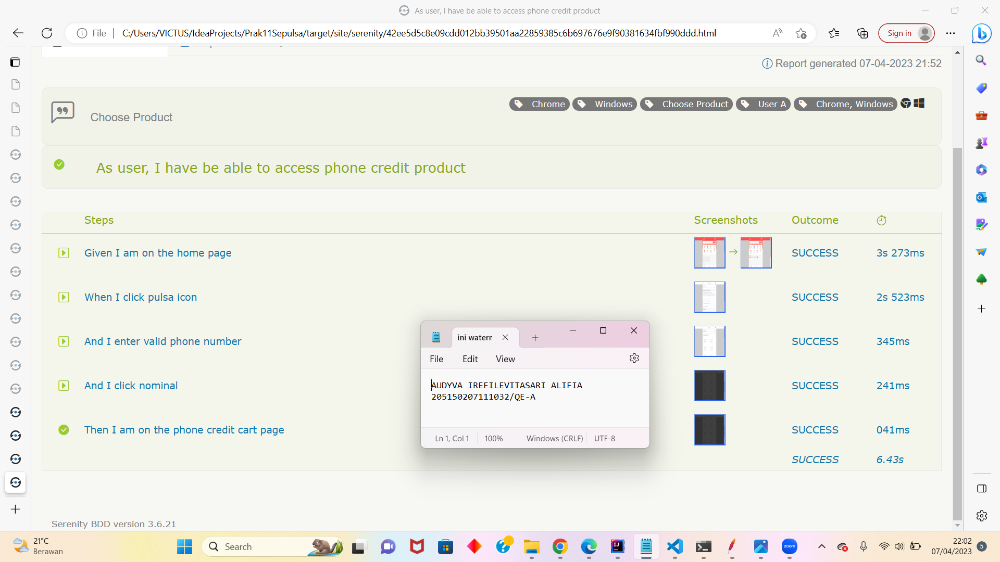 As user, I have be able to access phone credit product
File
C:/Users/VICTUS/IdeaProjects/Prak11Sepulsa/target/site/serenity/42ee5d5c8e09cdd012bb39501aa22859385c6b697676e9f90381634fbf990ddd.html
Sign in
Report generated 07-04-2023 21:52
Choose Product
Chrome
Windows
Choose Product
User A
Chrome, Windows
As user, I have be able to access phone credit product
Steps Screenshots Outcome
Given I am on the home page SUCCESS 3s 273ms
When I click pulsa icon SUCCESS 2s 523ms
And I enter valid phone number SUCCESS 345ms
And I click nominal SUCCESS 241ms
Then I am on the phone credit cart page SUCCESS 041ms
SUCCESS 6.43s
ini watern
File Edit View
AUDYVA IREFILEVITASARI ALIFIA
205150207111032/QE-A
Ln 1, Col 1 100% Windows (CRLF) UTF-8
Serenity BDD version 3.6.21
21°C
Berawan
Search
zoom
22:02
07/04/2023
5